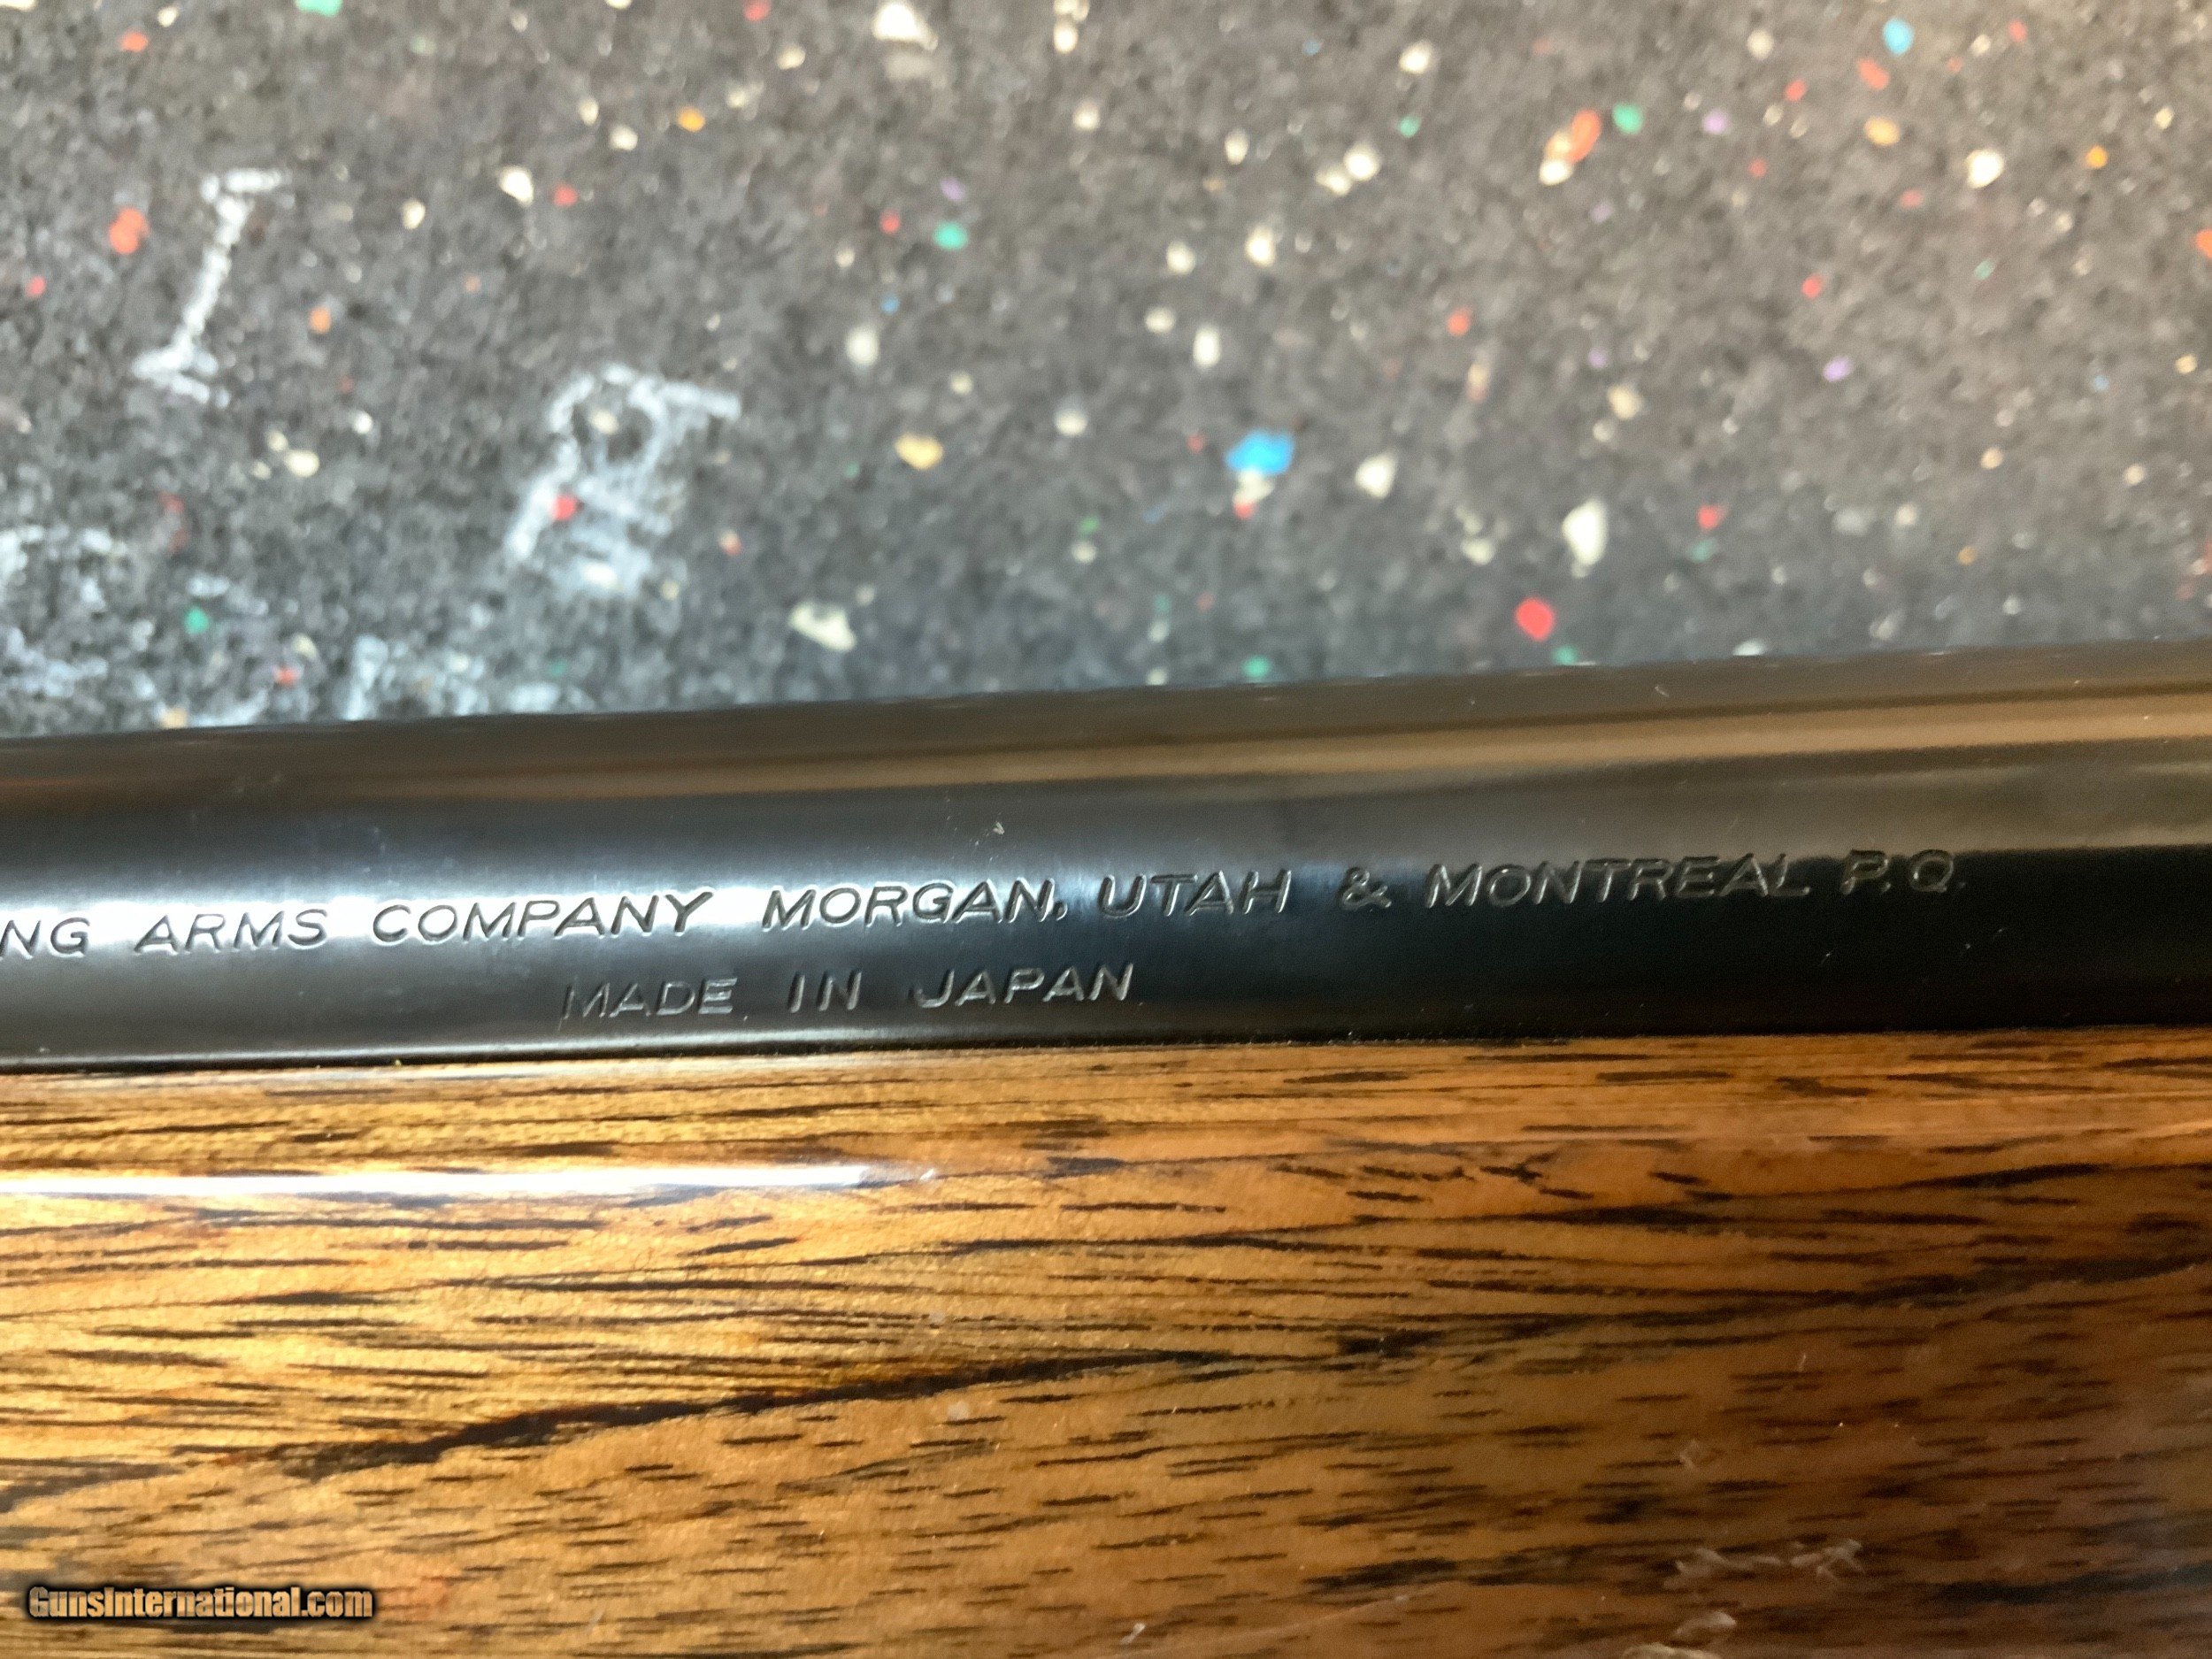 NG ARMS COMPANY MORGAN, UTAH & MONTREAL P.Q.
MADE IN JAPAN
GunsInternational.com